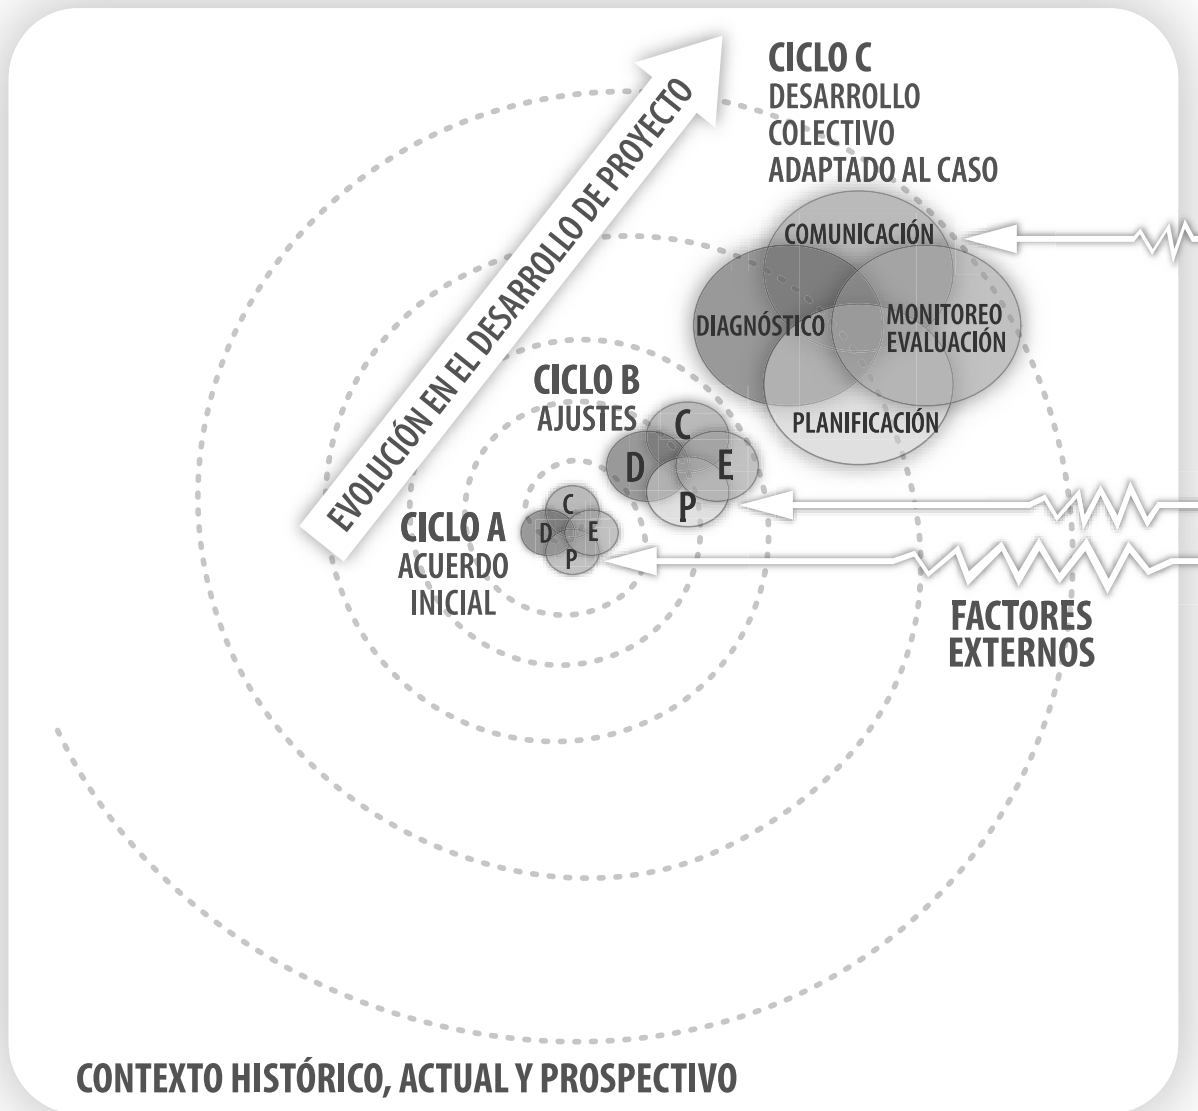 CICLO C
DESARROLLO
COLECTIVO
ADAPTADO AL CASO
EVOLUCIÓN EN EL DESARROLLO DE PROYECTO
COMUNICACIÓN
DIAGNÓSTICO
MONITOREO
EVALUACIÓN
PLANIFICACIÓN
CICLO B
AJUSTES
C
D
E
P
CICLO A
ACUERDO
INICIAL
C
D
E
P
FACTORES
EXTERNOS
CONTEXTO HISTÓRICO, ACTUAL Y PROSPECTIVO